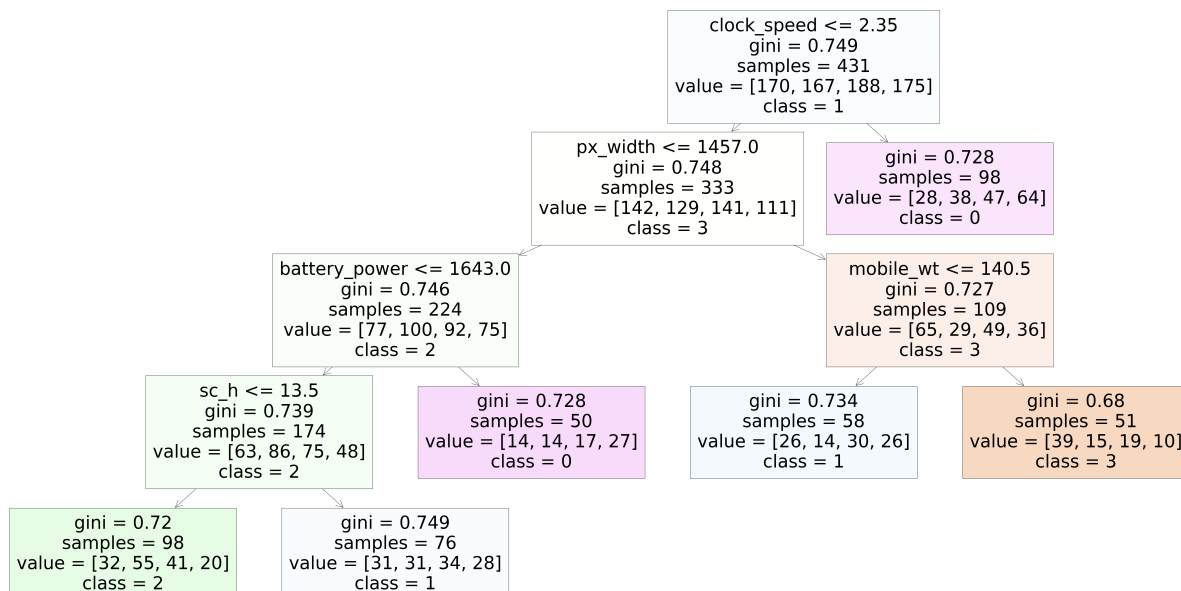 clock_speed <= 2.35
gini = 0.749
samples = 431
value = [170, 167, 188, 175]
class = 1
px_width <= 1457.0
gini = 0.748
samples = 333
value = [142, 129, 141, 111]
class = 3
gini = 0.728
samples = 98
value = [28, 38, 47, 64]
class = 0
battery_power <= 1643.0
gini = 0.746
samples = 224
value = [77, 100, 92, 75]
class = 2
mobile_wt <= 140.5
gini = 0.727
samples = 109
value = [65, 29, 49, 36]
class = 3
sc_h <= 13.5
gini = 0.739
samples = 174
value = [63, 86, 75, 48]
class = 2
gini = 0.728
samples = 50
value = [14, 14, 17, 27]
class = 0
gini = 0.734
samples = 58
value = [26, 14, 30, 26]
class = 1
gini = 0.68
samples = 51
value = [39, 15, 19, 10]
class = 3
gini = 0.72
samples = 98
value = [32, 55, 41, 20]
class = 2
gini = 0.749
samples = 76
value = [31, 31, 34, 28]
class = 1